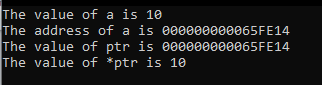 The value of a is 10
The address of a is 000000000065FE14
The value of ptr is 000000000065FE14
The value of *ptr is 10